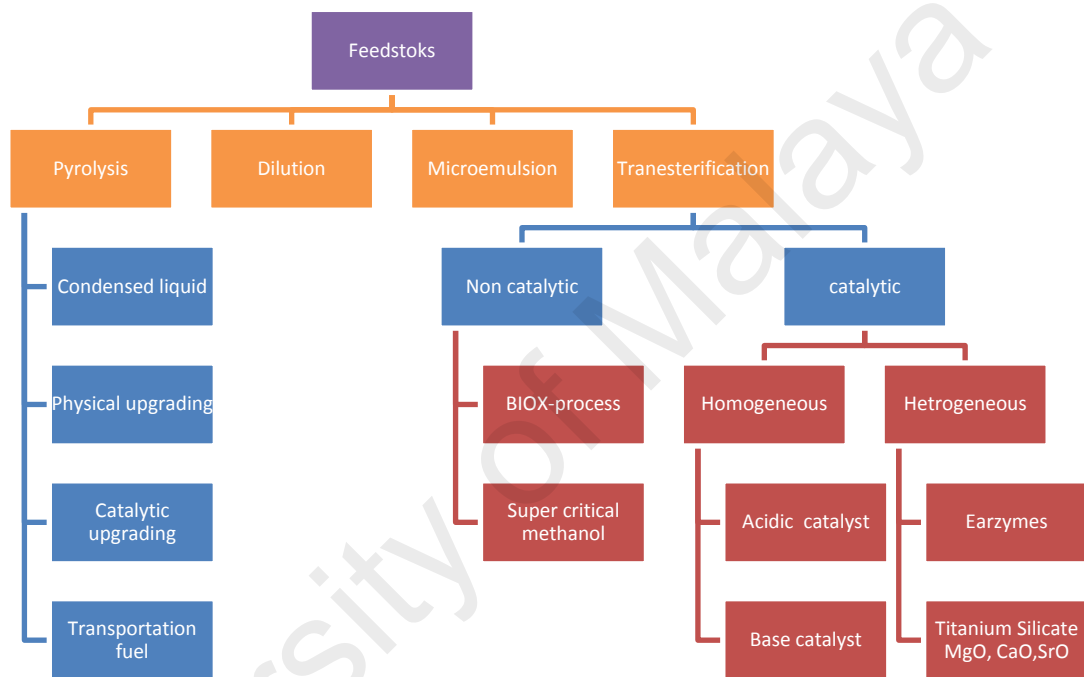 Feedstoks
Pyrolysis
Dilution
Microemulsion
Tranesterification
Condensed liquid
Non catalytic
catalytic
Physical upgrading
BIOX-process
Homogeneous
Hetrogeneous
Catalytic
upgrading
Super critical
methanol
Acidic catalyst
Earzymes
Transportation
fuel
Base catalyst
Titanium Silicate
MgO, CaO,SrO
rsity of Malaya